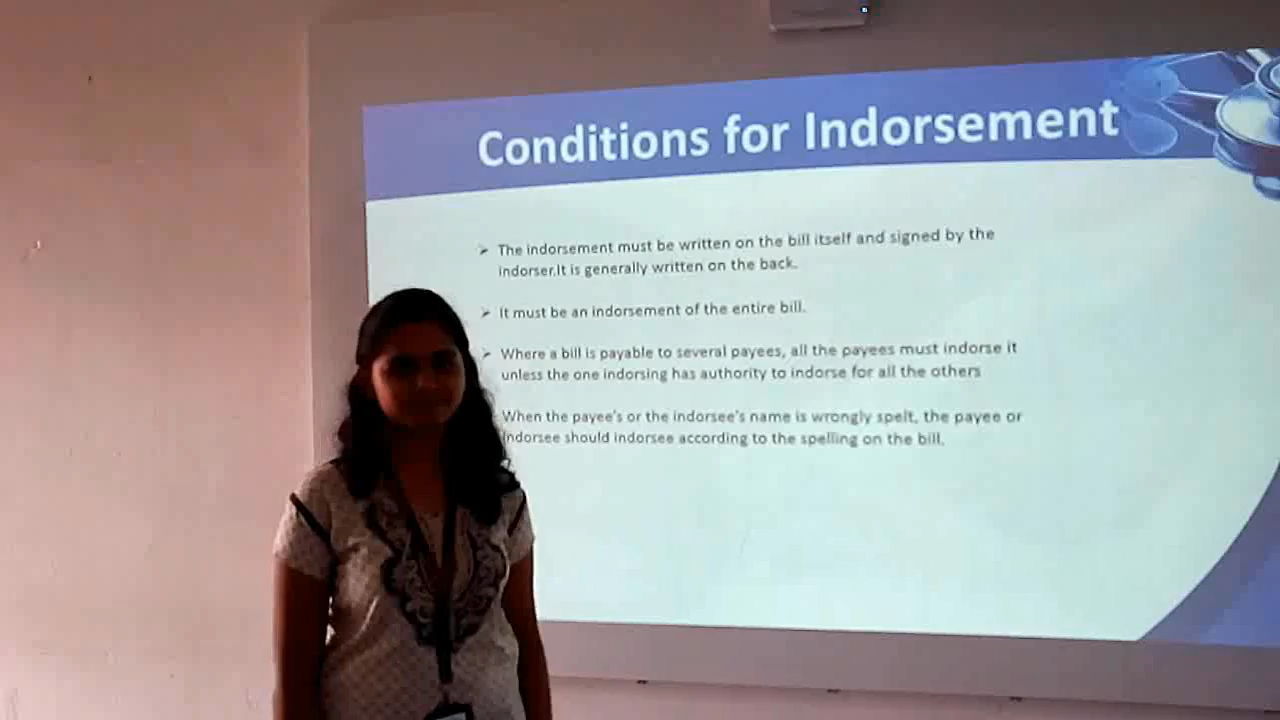 Conditions for Indorsement
The indorsement must be written on the bill itself and signed by the
indorser.It is generally written on the back.
It must be an indorsement of the entire bill.
Where a bill is payable to several payees, all the payees must indorse it
unless the one indorsing has authority to indorse for all the others
When the payee's or the indorsee's name is wrongly spelt, the payee or
indorsee should indorsee according to the spelling on the bill.